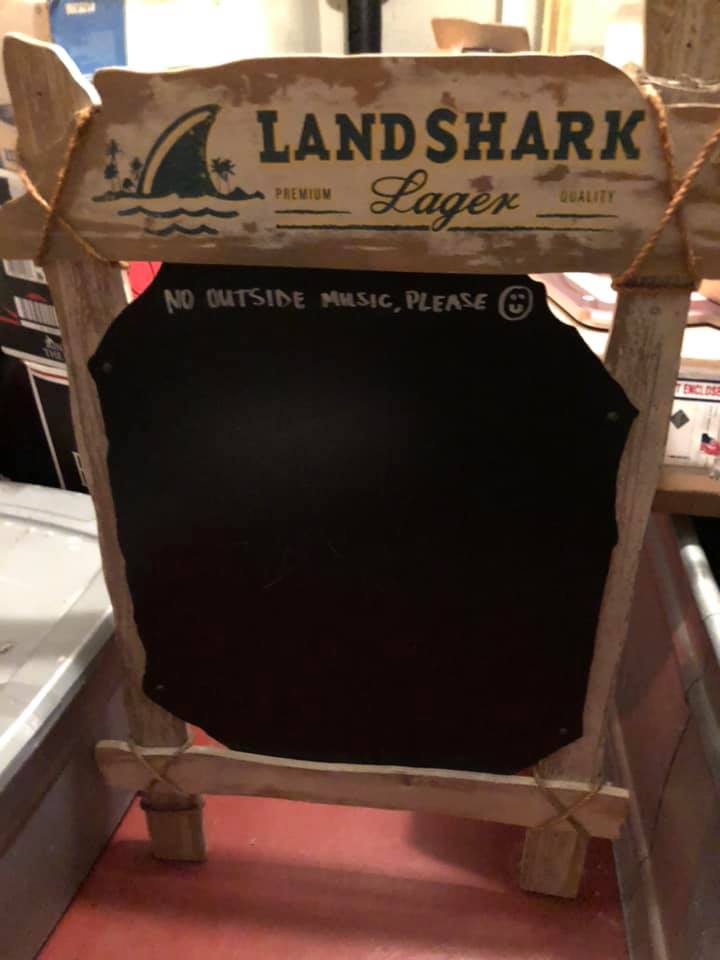 LANDSHARK
PREMIUM Lager QUALITY
NO OUTSIDE MUSIC, PLEASE